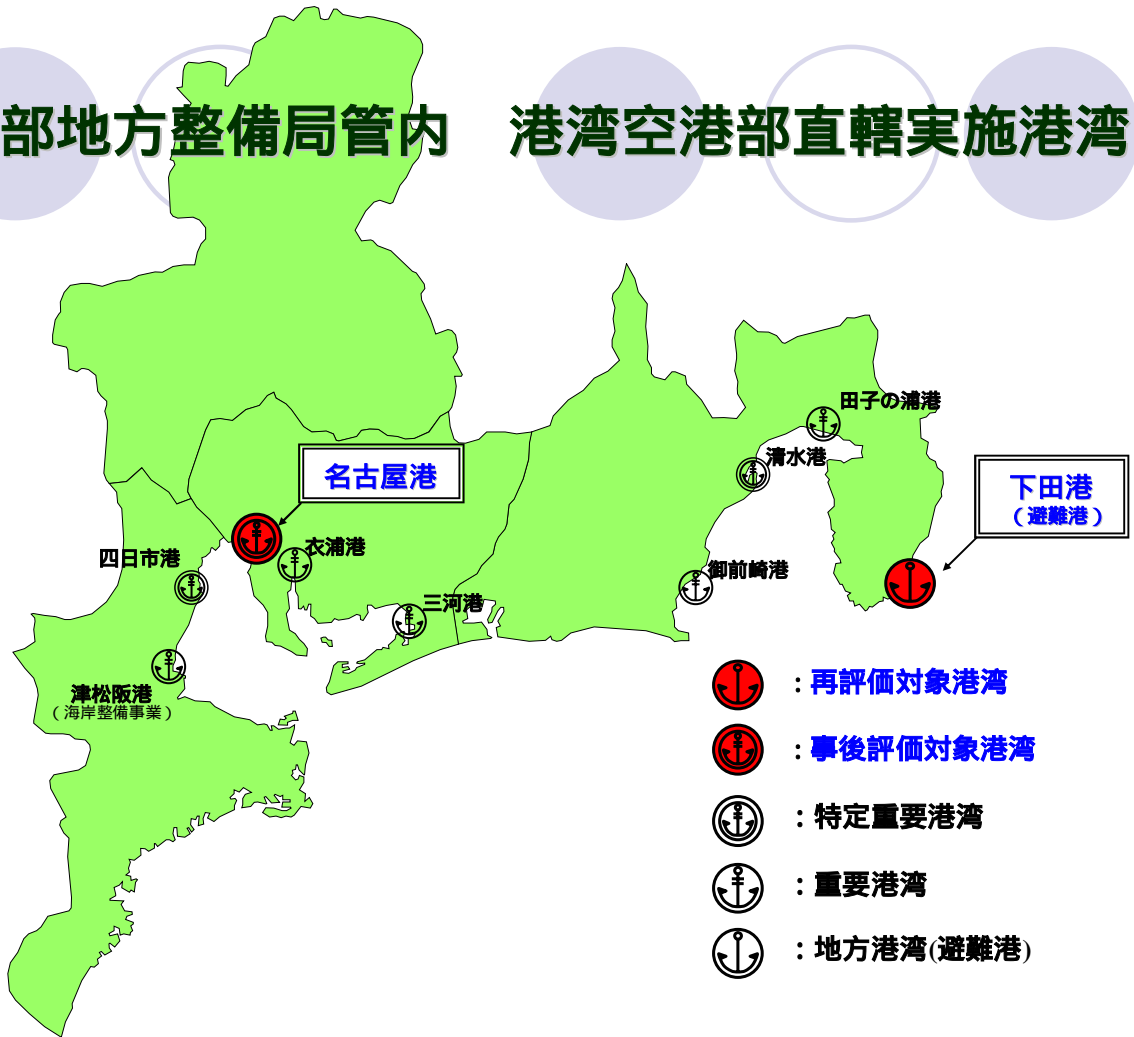 部地方整備局管内 港湾空港部直轄実施港湾
田子の浦港
清水港
名古屋港
下田港
（避難港）
衣浦港
四日市港
御前崎港
三河港
津松阪港
（海岸整備事業）
：再評価対象港湾
：事後評価対象港湾
：特定重要港湾
：重要港湾
：地方港湾(避難港)